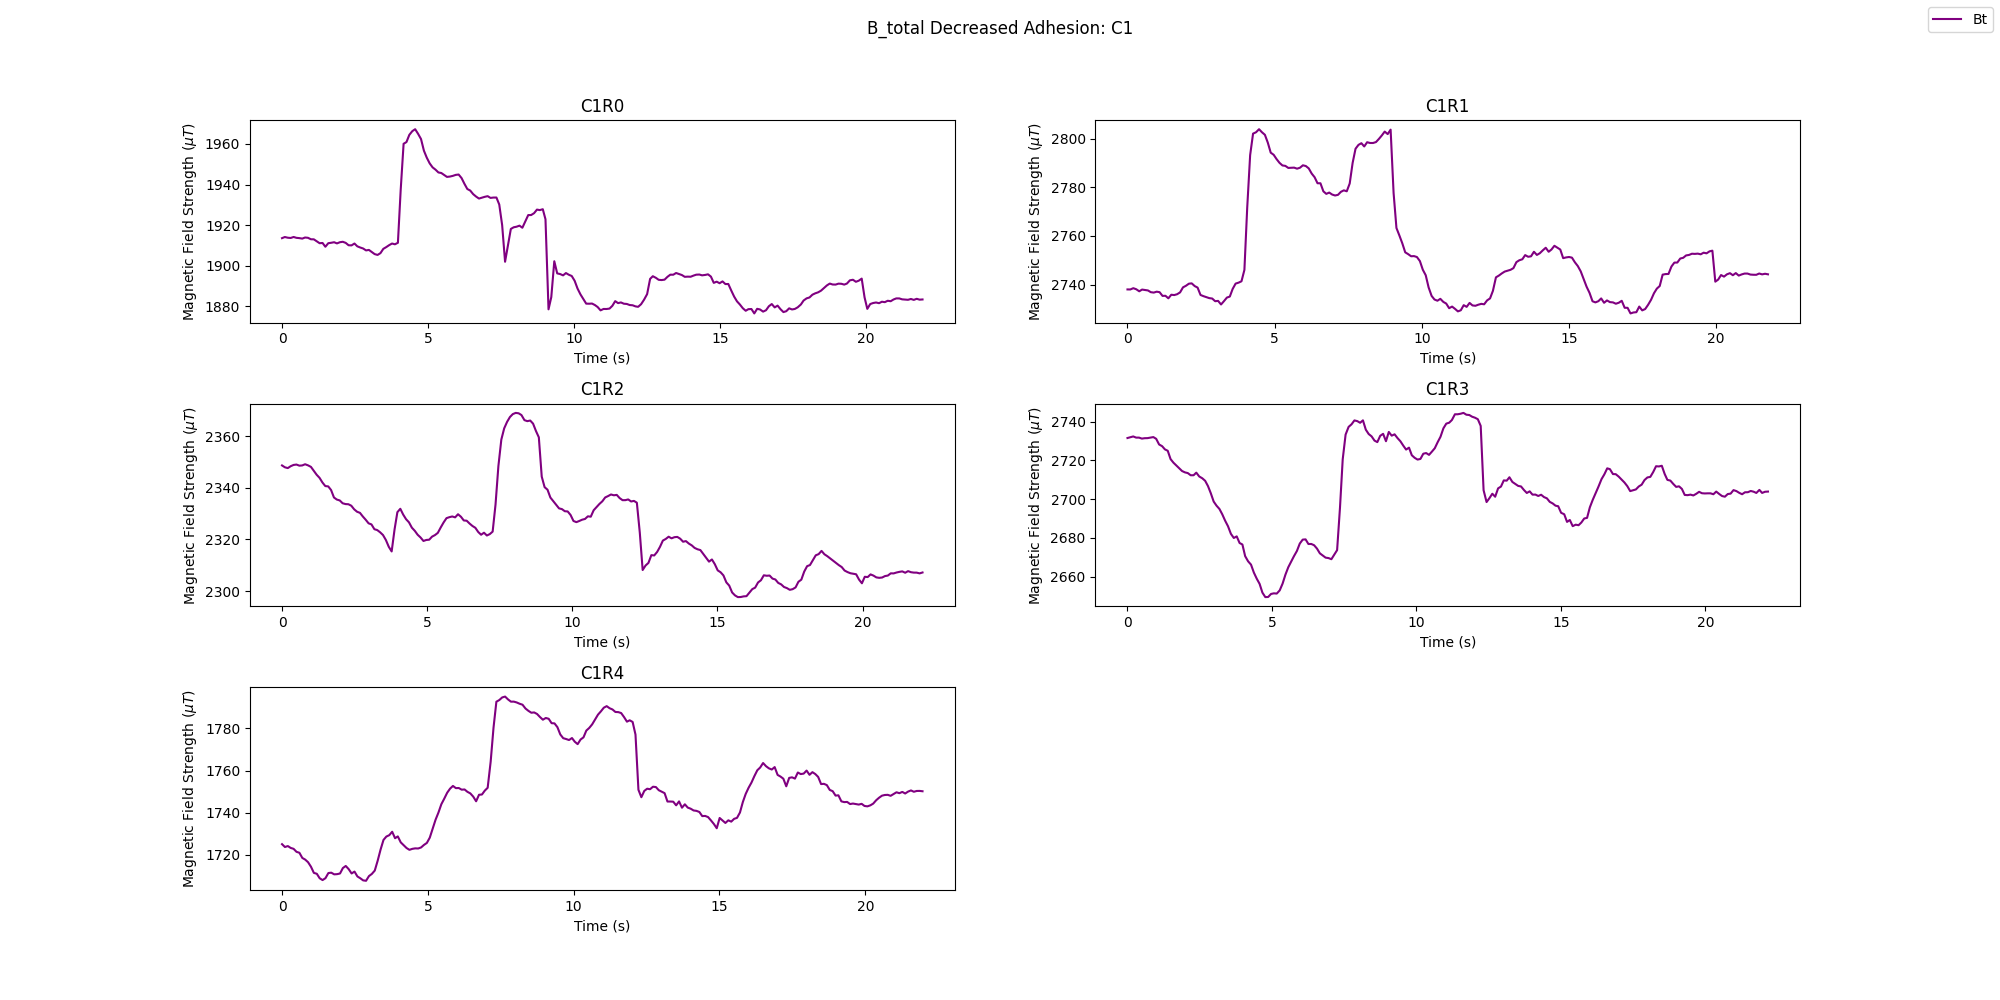 B_total Decreased Adhesion: C1
Bt
C1R0
Magnetic Field Strength (μT)
1960
1940
1920
1900
1880
0 5 10 15 20
Time (s)
C1R1
Magnetic Field Strength (μT)
2800
2780
2760
2740
0 5 10 15 20
Time (s)
C1R2
Magnetic Field Strength (μT)
2360
2340
2320
2300
0 5 10 15 20
Time (s)
C1R3
Magnetic Field Strength (μT)
2740
2720
2700
2680
2660
0 5 10 15 20
Time (s)
C1R4
Magnetic Field Strength (μT)
1780
1760
1740
1720
0 5 10 15 20
Time (s)